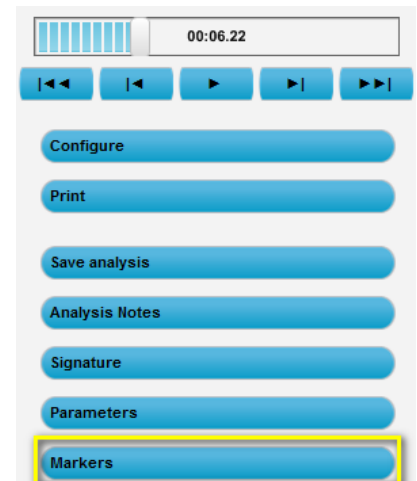 00:06.22
Configure
Print
Save analysis
Analysis Notes
Signature
Parameters
Markers